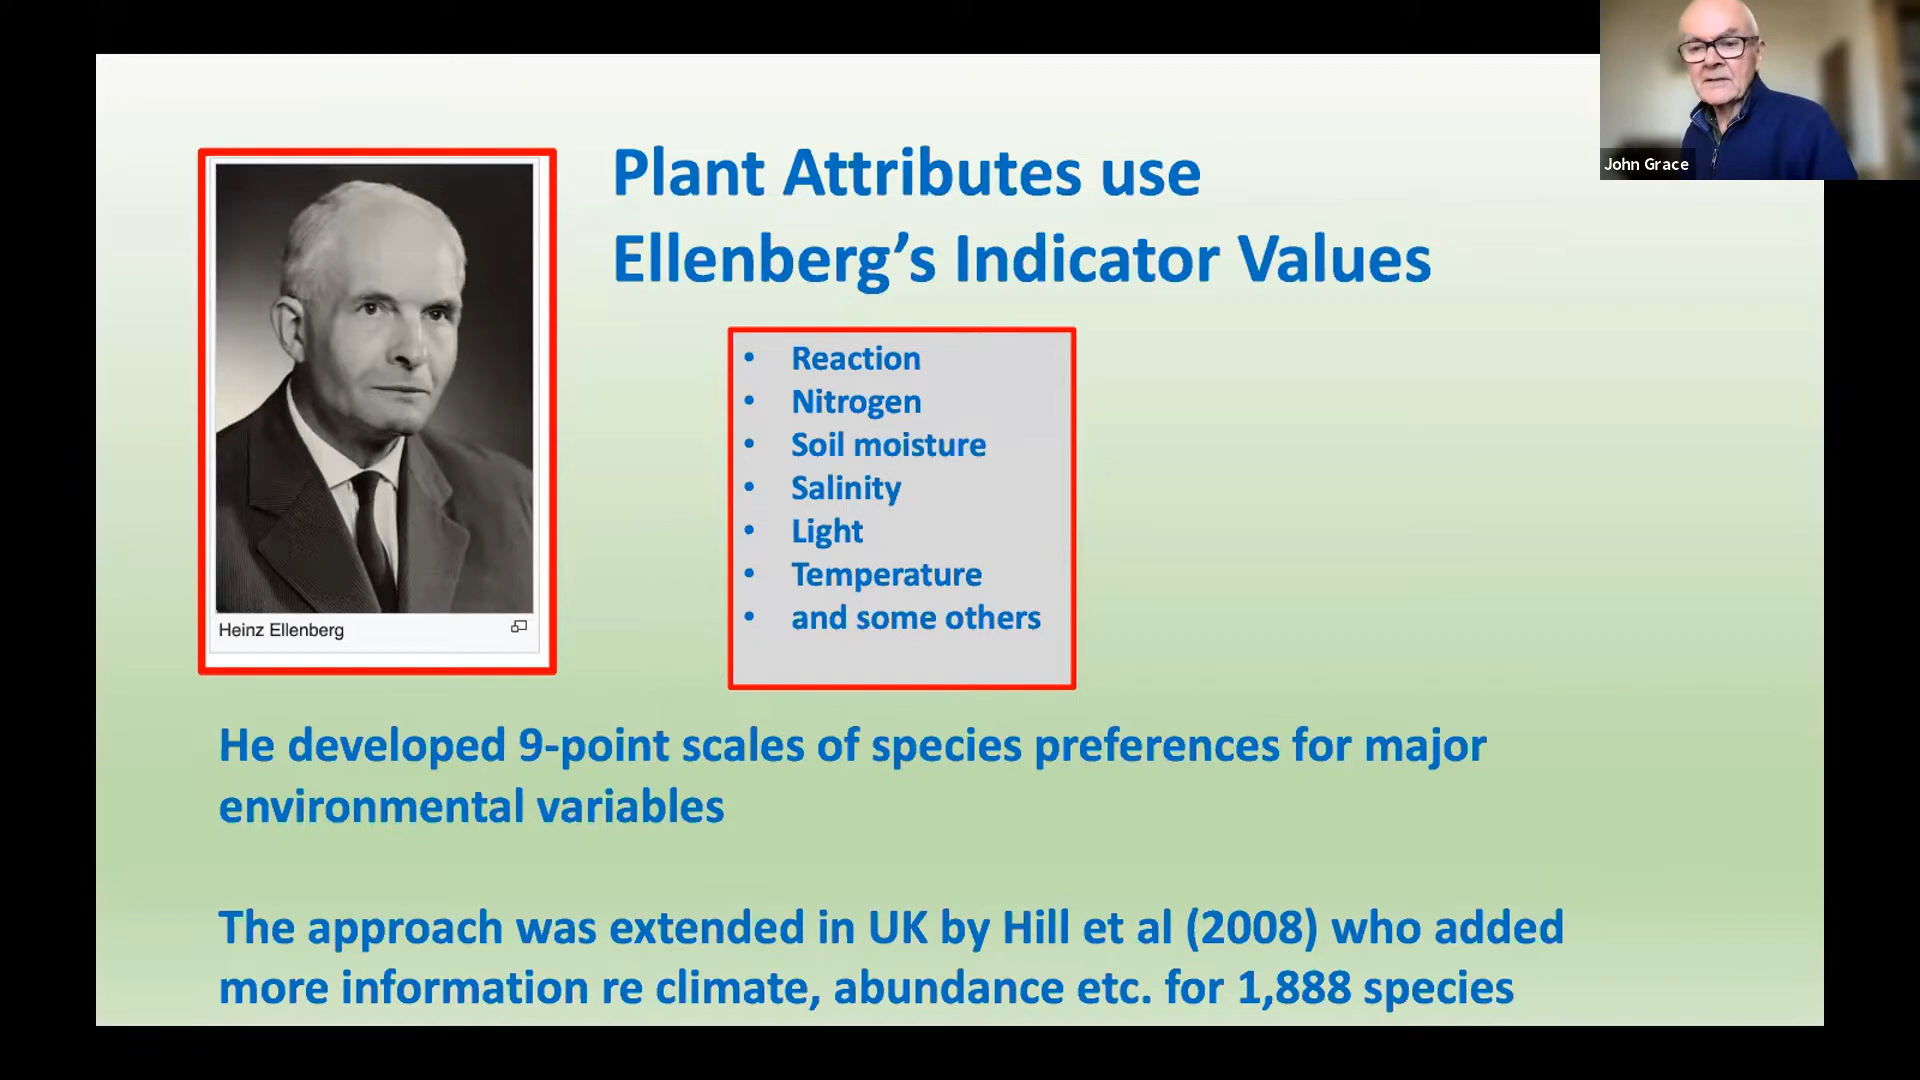 John Grace
Plant Attributes use
Ellenberg’s Indicator Values
• Reaction
• Nitrogen
• Soil moisture
• Salinity
• Light
• Temperature
• and some others
Heinz Ellenberg
He developed 9-point scales of species preferences for major
environmental variables
The approach was extended in UK by Hill et al (2008) who added
more information re climate, abundance etc. for 1,888 species